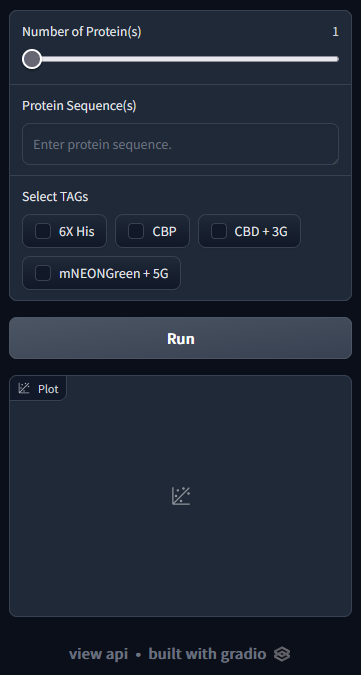 Number of Protein(s) 1
Protein Sequence(s)
Enter protein sequence.
Select TAGs
6X His CBP CBD + 3G
mNEONGreen + 5G
Run
Plot
view api • built with gradio